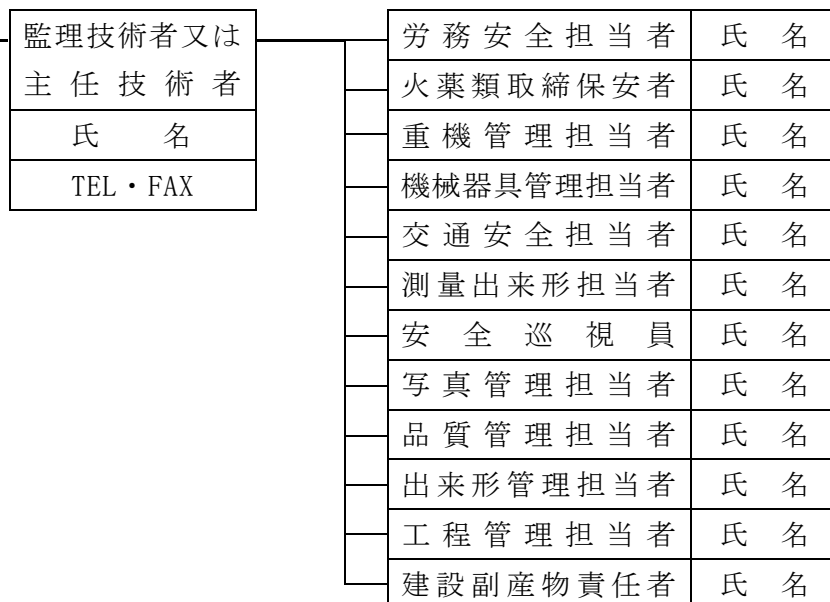 監理技術者又は
主任技術者
氏名
TEL・FAX
労務安全担当者 氏名
火薬類取締保安者 氏名
重機管理担当者 氏名
機械器具管理担当者 氏名
交通安全担当者 氏名
測量出来形担当者 氏名
安全巡視員 氏名
写真管理担当者 氏名
品質管理担当者 氏名
出来形管理担当者 氏名
工程管理担当者 氏名
建設副産物責任者 氏名